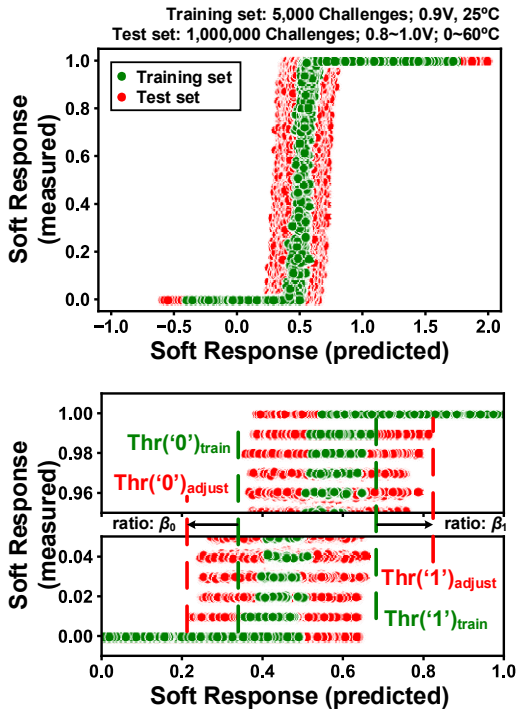 Training set: 5,000 Challenges; 0.9V, 25ºC
Test set: 1,000,000 Challenges; 0.8~1.0V; 0~60ºC
Training set
Test set
Soft Response
(measured)
1.0
0.8
0.6
0.4
0.2
0.0
−1.0 −0.5 0.0 0.5 1.0 1.5 2.0
Soft Response (predicted)
Soft Response
(measured)
1.00
0.98
0.96
Thr(‘0’)train
Thr(‘0’)adjust
ratio: β0
ratio: β1
0.04
0.02
0.00
Thr(‘1’)adjust
Thr(‘1’)train
0.0 0.2 0.4 0.6 0.8 1.0
Soft Response (predicted)